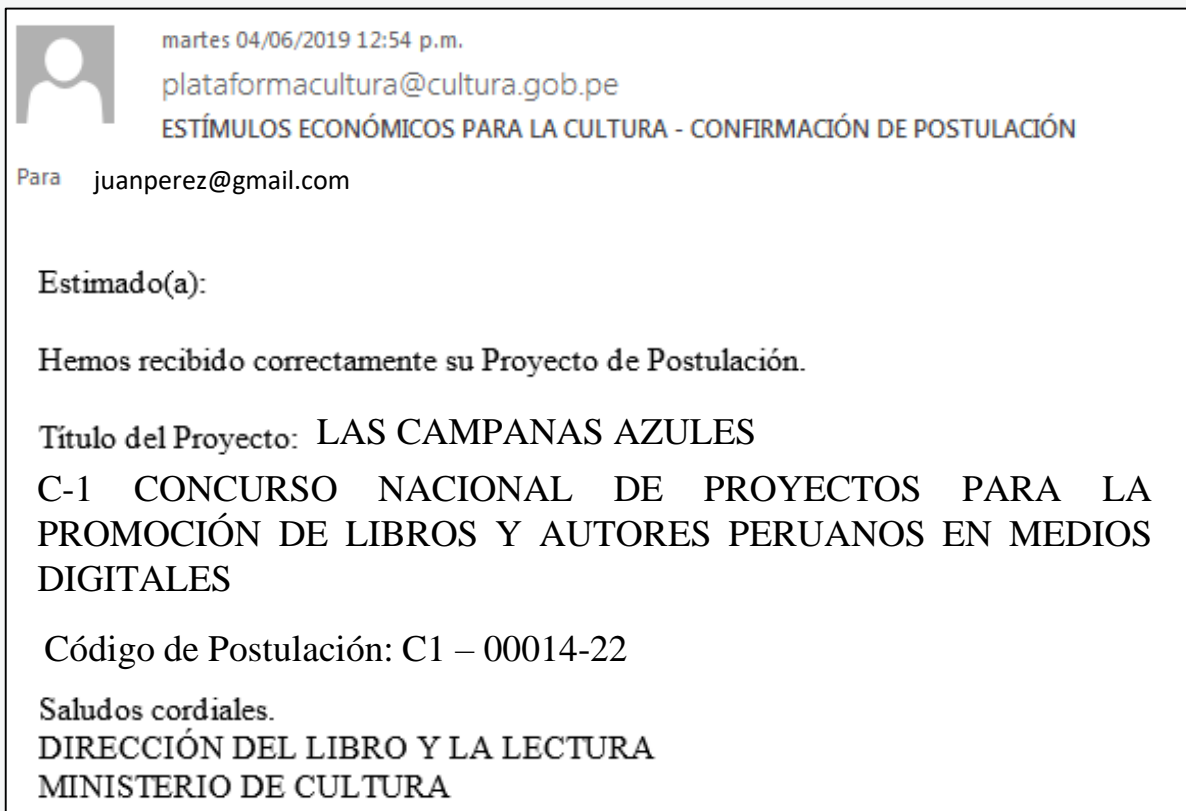 martes 04/06/2019 12:54 p.m.
plataformacultura@cultura.gob.pe
ESTÍMULOS ECONÓMICOS PARA LA CULTURA - CONFIRMACIÓN DE POSTULACIÓN
Para juanperez@gmail.com
Estimado(a):
Hemos recibido correctamente su Proyecto de Postulación.
Título del Proyecto: LAS CAMPANAS AZULES
C-1 CONCURSO NACIONAL DE PROYECTOS PARA LA
PROMOCIÓN DE LIBROS Y AUTORES PERUANOS EN MEDIOS
DIGITALES
Código de Postulación: C1 – 00014-22
Saludos cordiales.
DIRECCIÓN DEL LIBRO Y LA LECTURA
MINISTERIO DE CULTURA